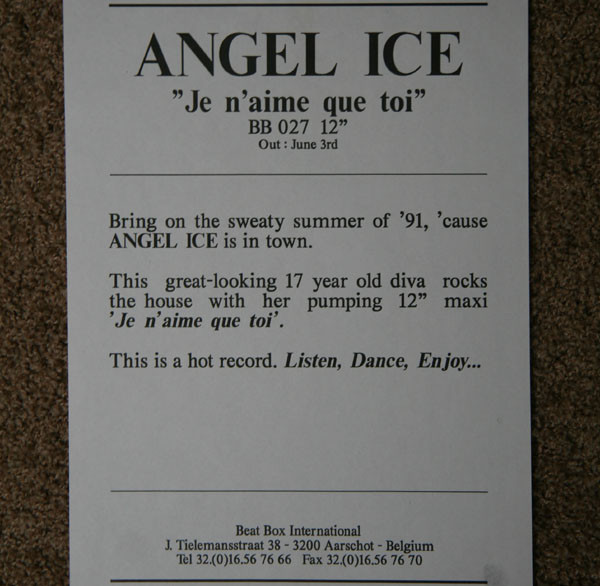 ANGEL ICE
”Je n’aime que toi”
BB 027 12”
Out : June 3rd
Bring on the sweaty summer of ’91, ’cause
ANGEL ICE is in town.
This great-looking 17 year old diva rocks
the house with her pumping 12” maxi
’Je n’aime que toi’.
This is a hot record. Listen, Dance, Enjoy...
Beat Box International
J. Tielemansstraat 38 - 3200 Aarschot - Belgium
Tel 32.(0)16.56 76 66 Fax 32.(0)16.56 76 70